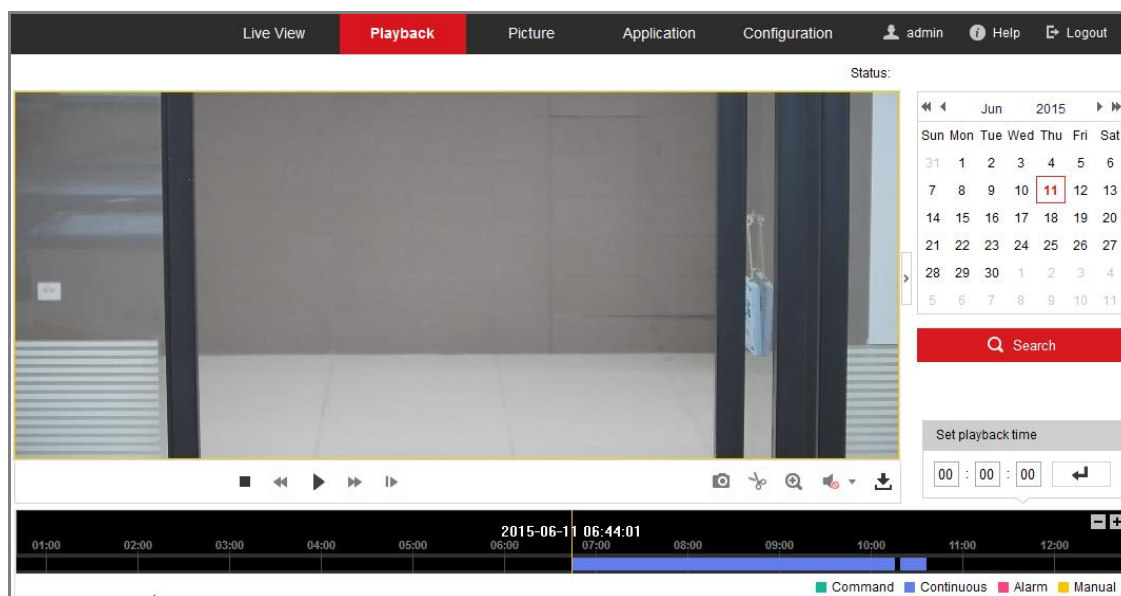 Live View Playback Picture Application Configuration admin Help Logout
Status:
Jun 2015
Sun Mon Tue Wed Thu Fri Sat
31 1 2 3 4 5 6
7 8 9 10 11 12 13
14 15 16 17 18 19 20
21 22 23 24 25 26 27
28 29 30 1 2 3 4
5 6 7 8 9 10 11
Search
Set playback time
00 : 00 : 00
2015-06-11 06:44:01
01:00 02:00 03:00 04:00 05:00 06:00 07:00 08:00 09:00 10:00 11:00 12:00
Command Continuous Alarm Manual